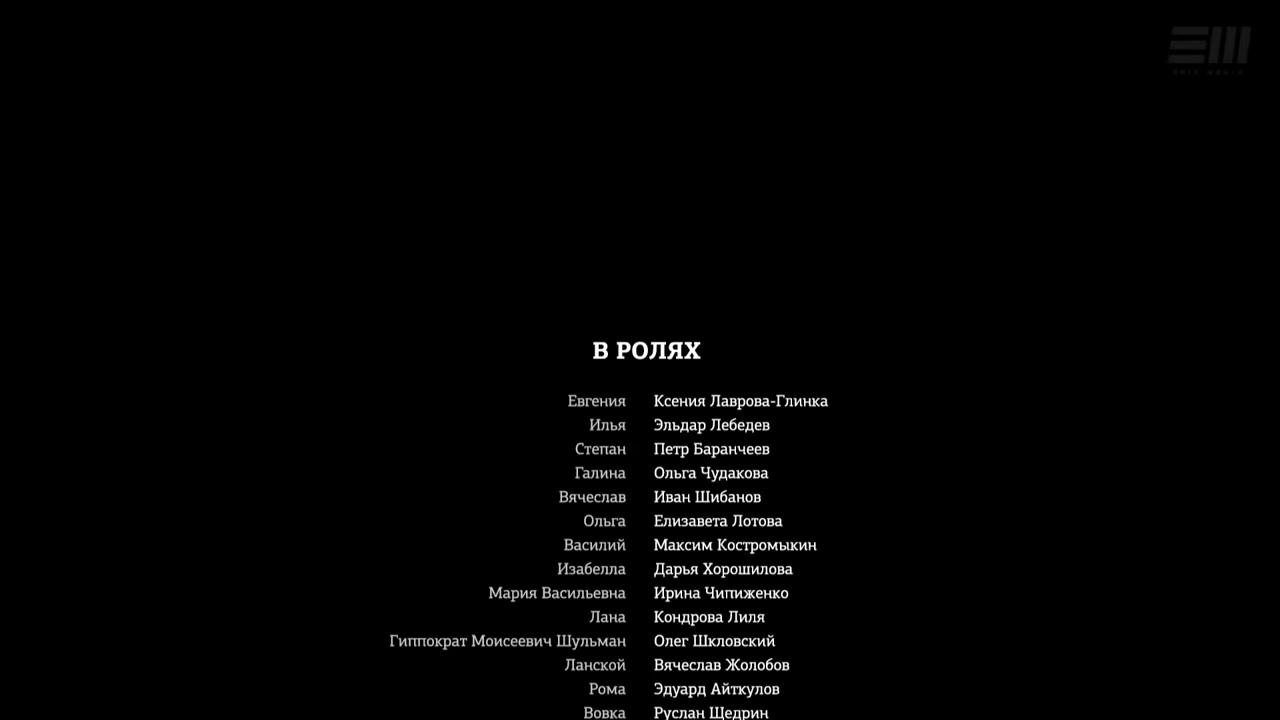 В РОЛЯХ
Евгения Ксения Лаврова-Глинка
Илья Эльдар Лебедев
Степан Петр Баранчеев
Галина Ольга Чудакова
Вячеслав Иван Шибанов
Ольга Елизавета Лотова
Василий Максим Костромыкин
Изабелла Дарья Хорошилова
Мария Васильевна Ирина Чипиженко
Лана Кондрова Лиля
Гиппократ Моисеевич Шульман Олег Шкловский
Ланской Вячеслав Жолобов
Рома Эдуард Айткулов
Вовка Руслан Щедрин